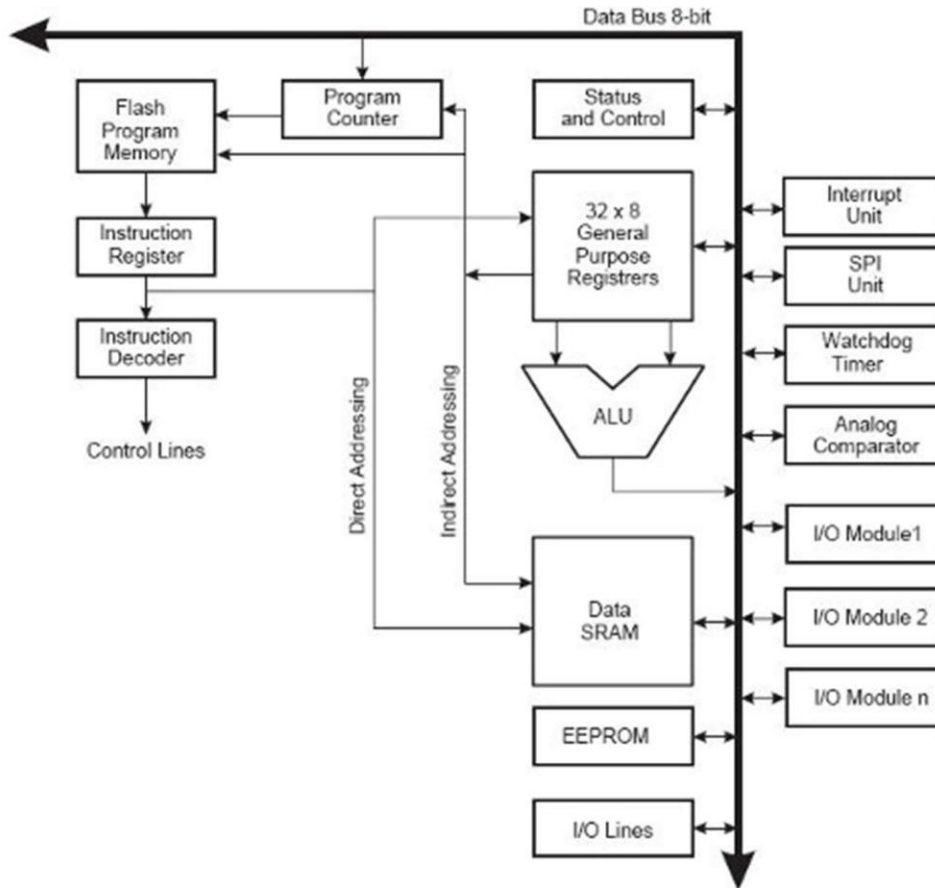 Data Bus 8-bit
Flash
Program
Memory
Program
Counter
Status
and Control
Instruction
Register
32 x 8
General
Purpose
Registrers
Interrupt
Unit
SPI
Unit
Instruction
Decoder
Watchdog
Timer
Control Lines
Direct Addressing
Indirect Addressing
ALU
Analog
Comparator
I/O Module1
Data
SRAM
I/O Module 2
I/O Module n
EEPROM
I/O Lines